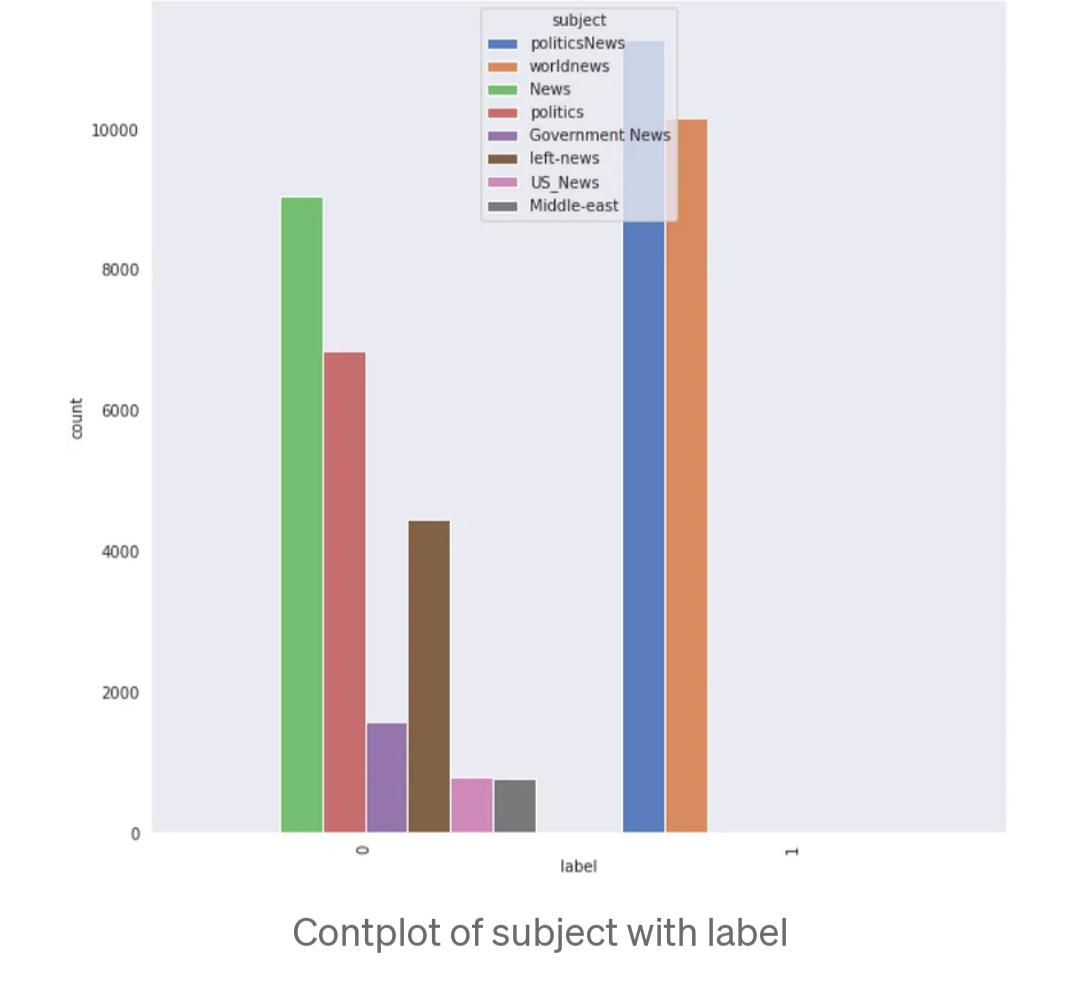 subject
politicsNews
worldnews
News
politics
Government News
left-news
US_News
Middle-east
10000
8000
6000
4000
2000
0
count
0
1
label
Contplot of subject with label